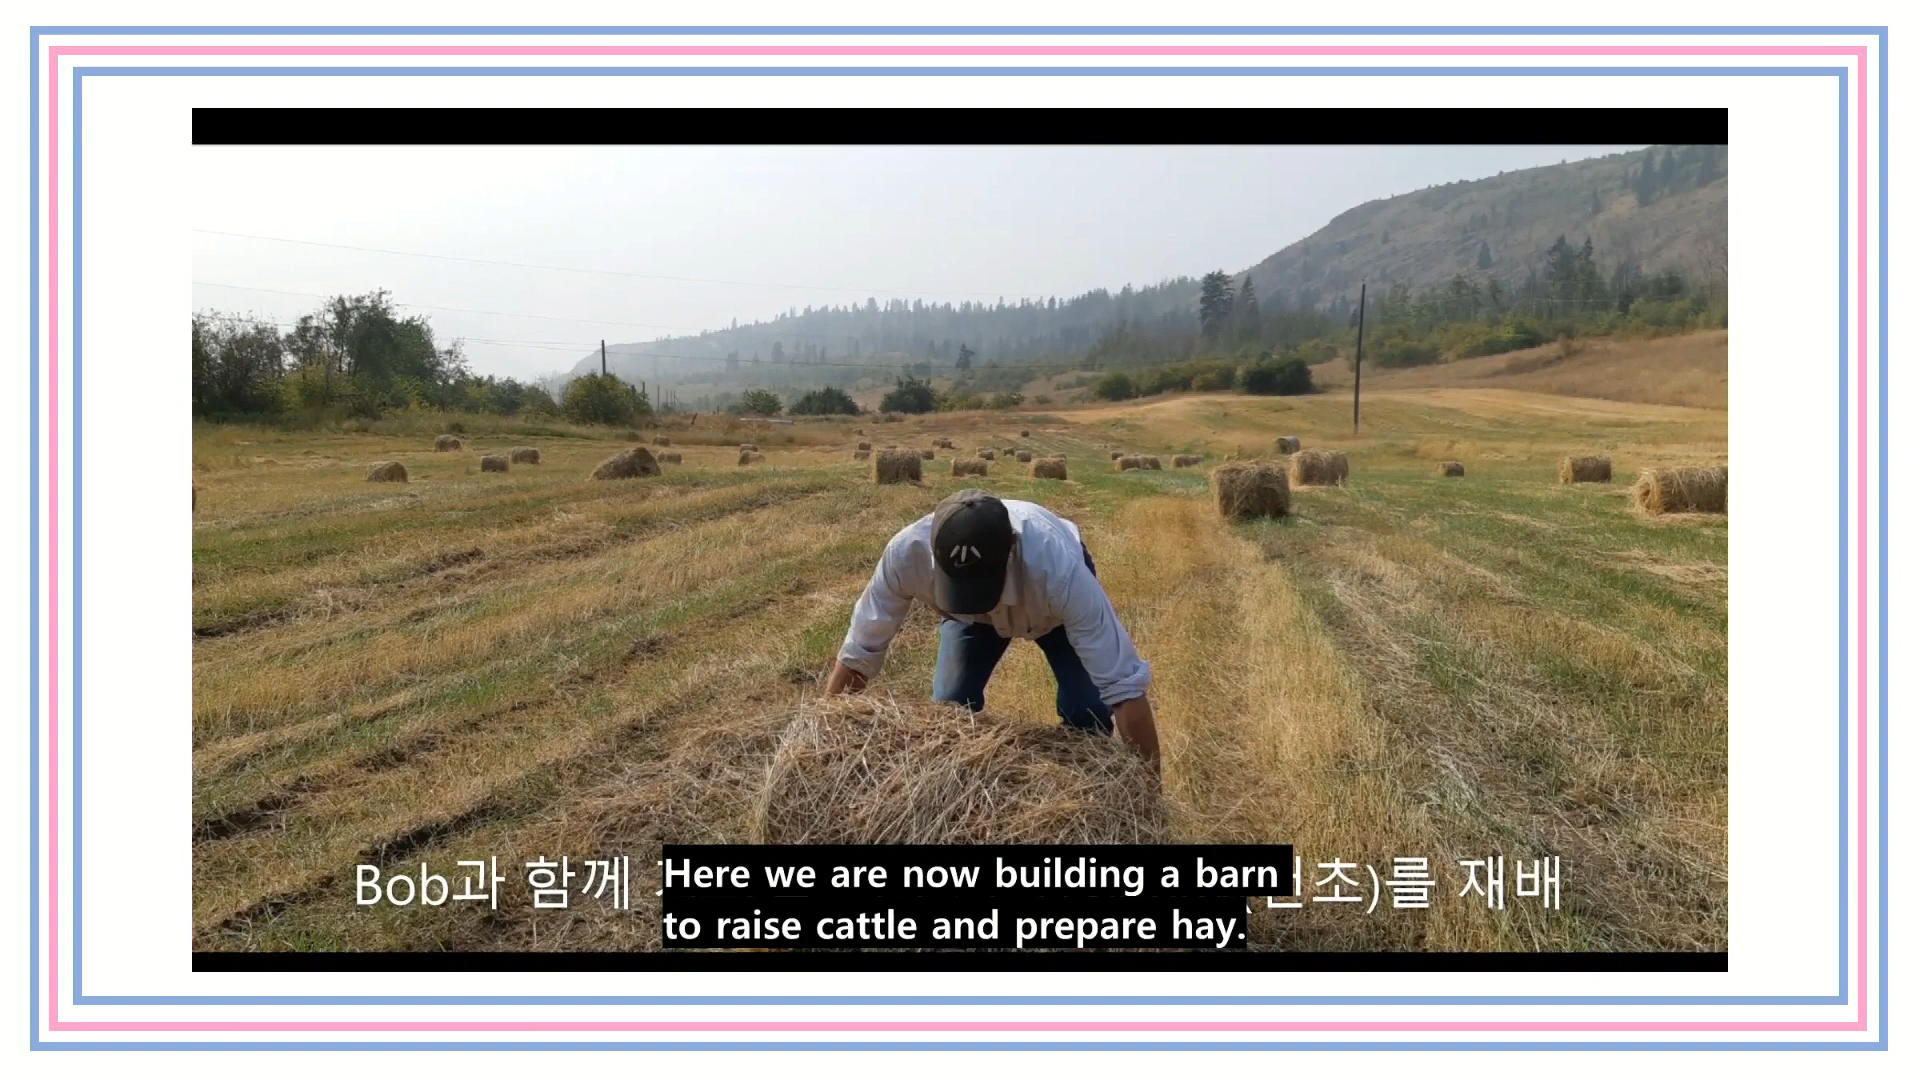 Bob과 함께
초)를 재배
Here we are now building a barn
to raise cattle and prepare hay.